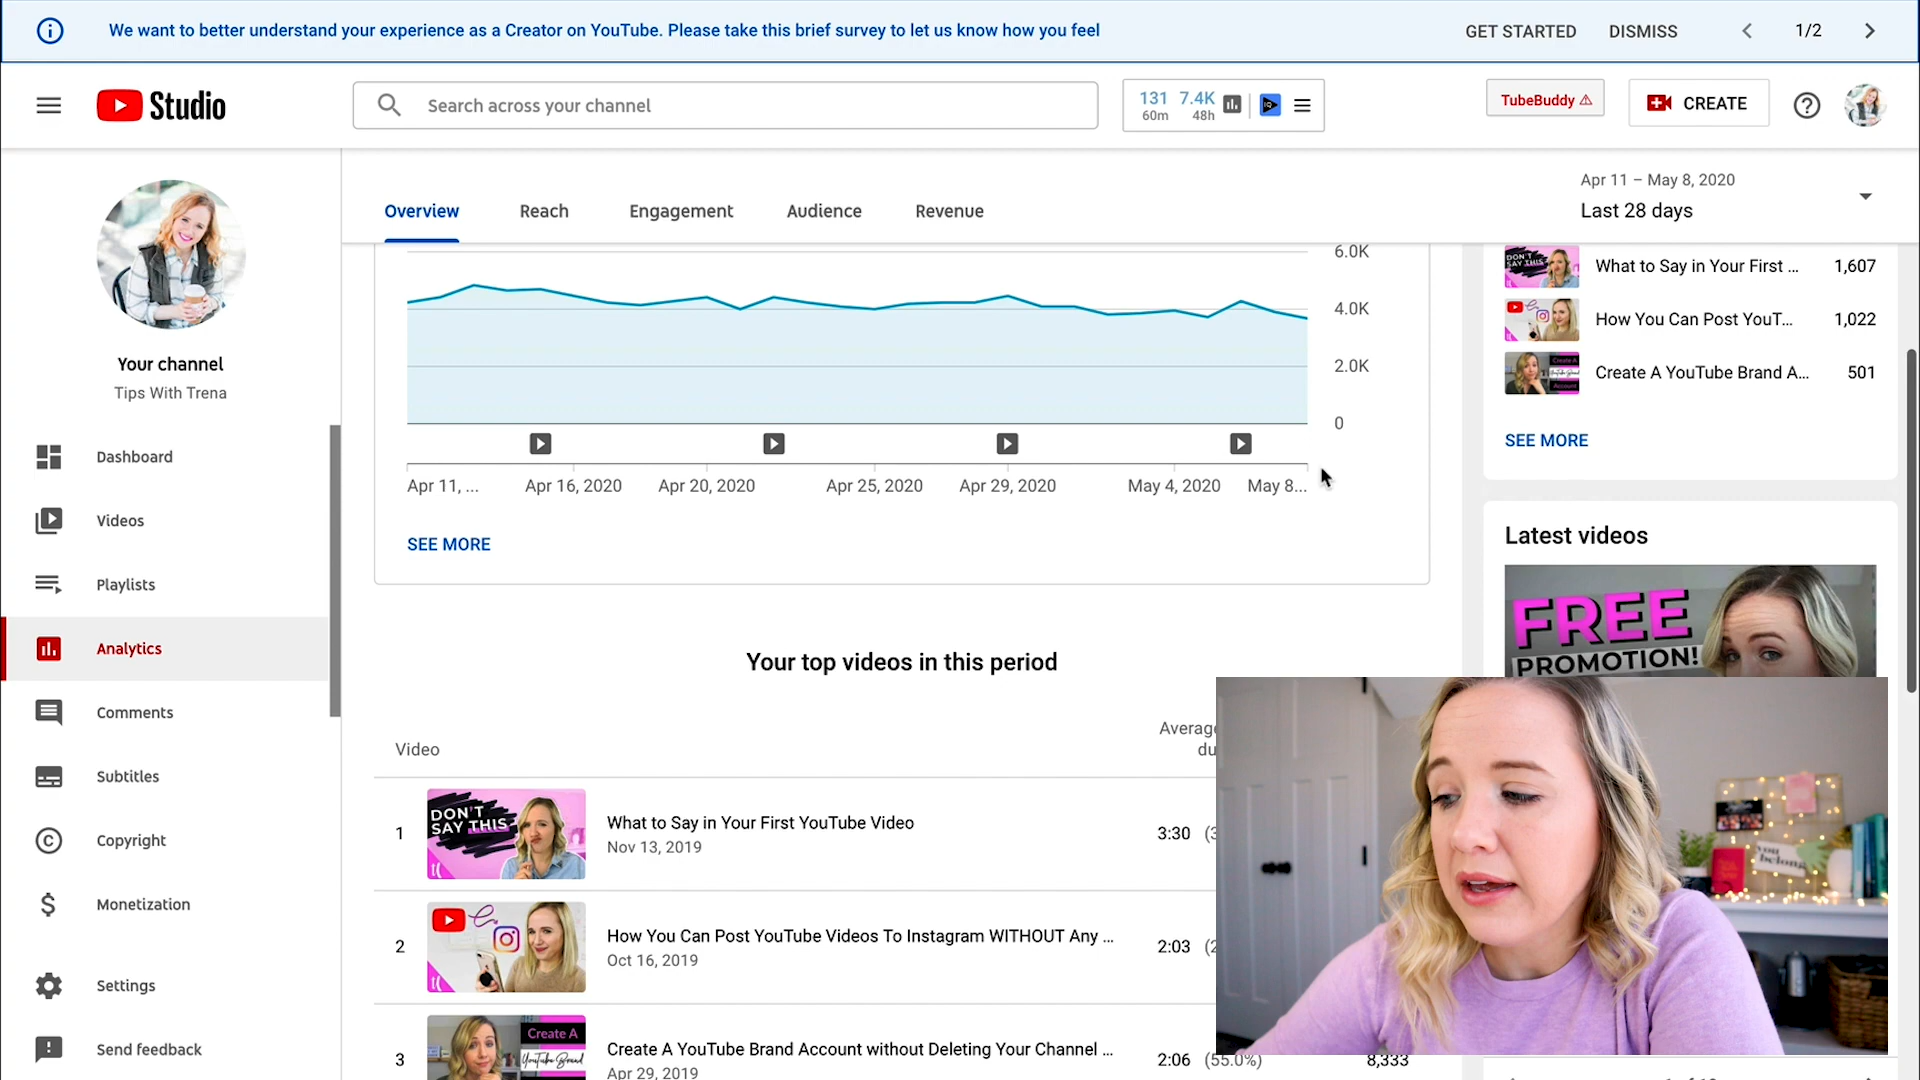 We want to better understand your experience as a Creator on YouTube. Please take this brief survey to let us know how you feel
GET STARTED
DISMISS
1/2
Studio
Search across your channel
131 7.4K
60m 48h
TubeBuddy
CREATE
Your channel
Tips With Trena
Dashboard
Videos
Playlists
Analytics
Comments
Subtitles
Copyright
Monetization
Settings
Send feedback
Overview
Reach
Engagement
Audience
Revenue
Apr 11 – May 8, 2020
Last 28 days
6.0K
4.0K
2.0K
0
Apr 11, ...
Apr 16, 2020
Apr 20, 2020
Apr 25, 2020
Apr 29, 2020
May 4, 2020
May 8...
SEE MORE
What to Say in Your First ... 1,607
How You Can Post YouT... 1,022
Create A YouTube Brand A... 501
SEE MORE
Latest videos
FREE
PROMOTION!
Your top videos in this period
Video
Average
du
1
DON'T
SAY THIS
What to Say in Your First YouTube Video
Nov 13, 2019
3:30
2
How You Can Post YouTube Videos To Instagram WITHOUT Any ...
Oct 16, 2019
2:03
3
Create A
YouTube Brand
Create A YouTube Brand Account without Deleting Your Channel ...
Apr 29, 2019
2:06 (55.0%) 8,333
you
belong